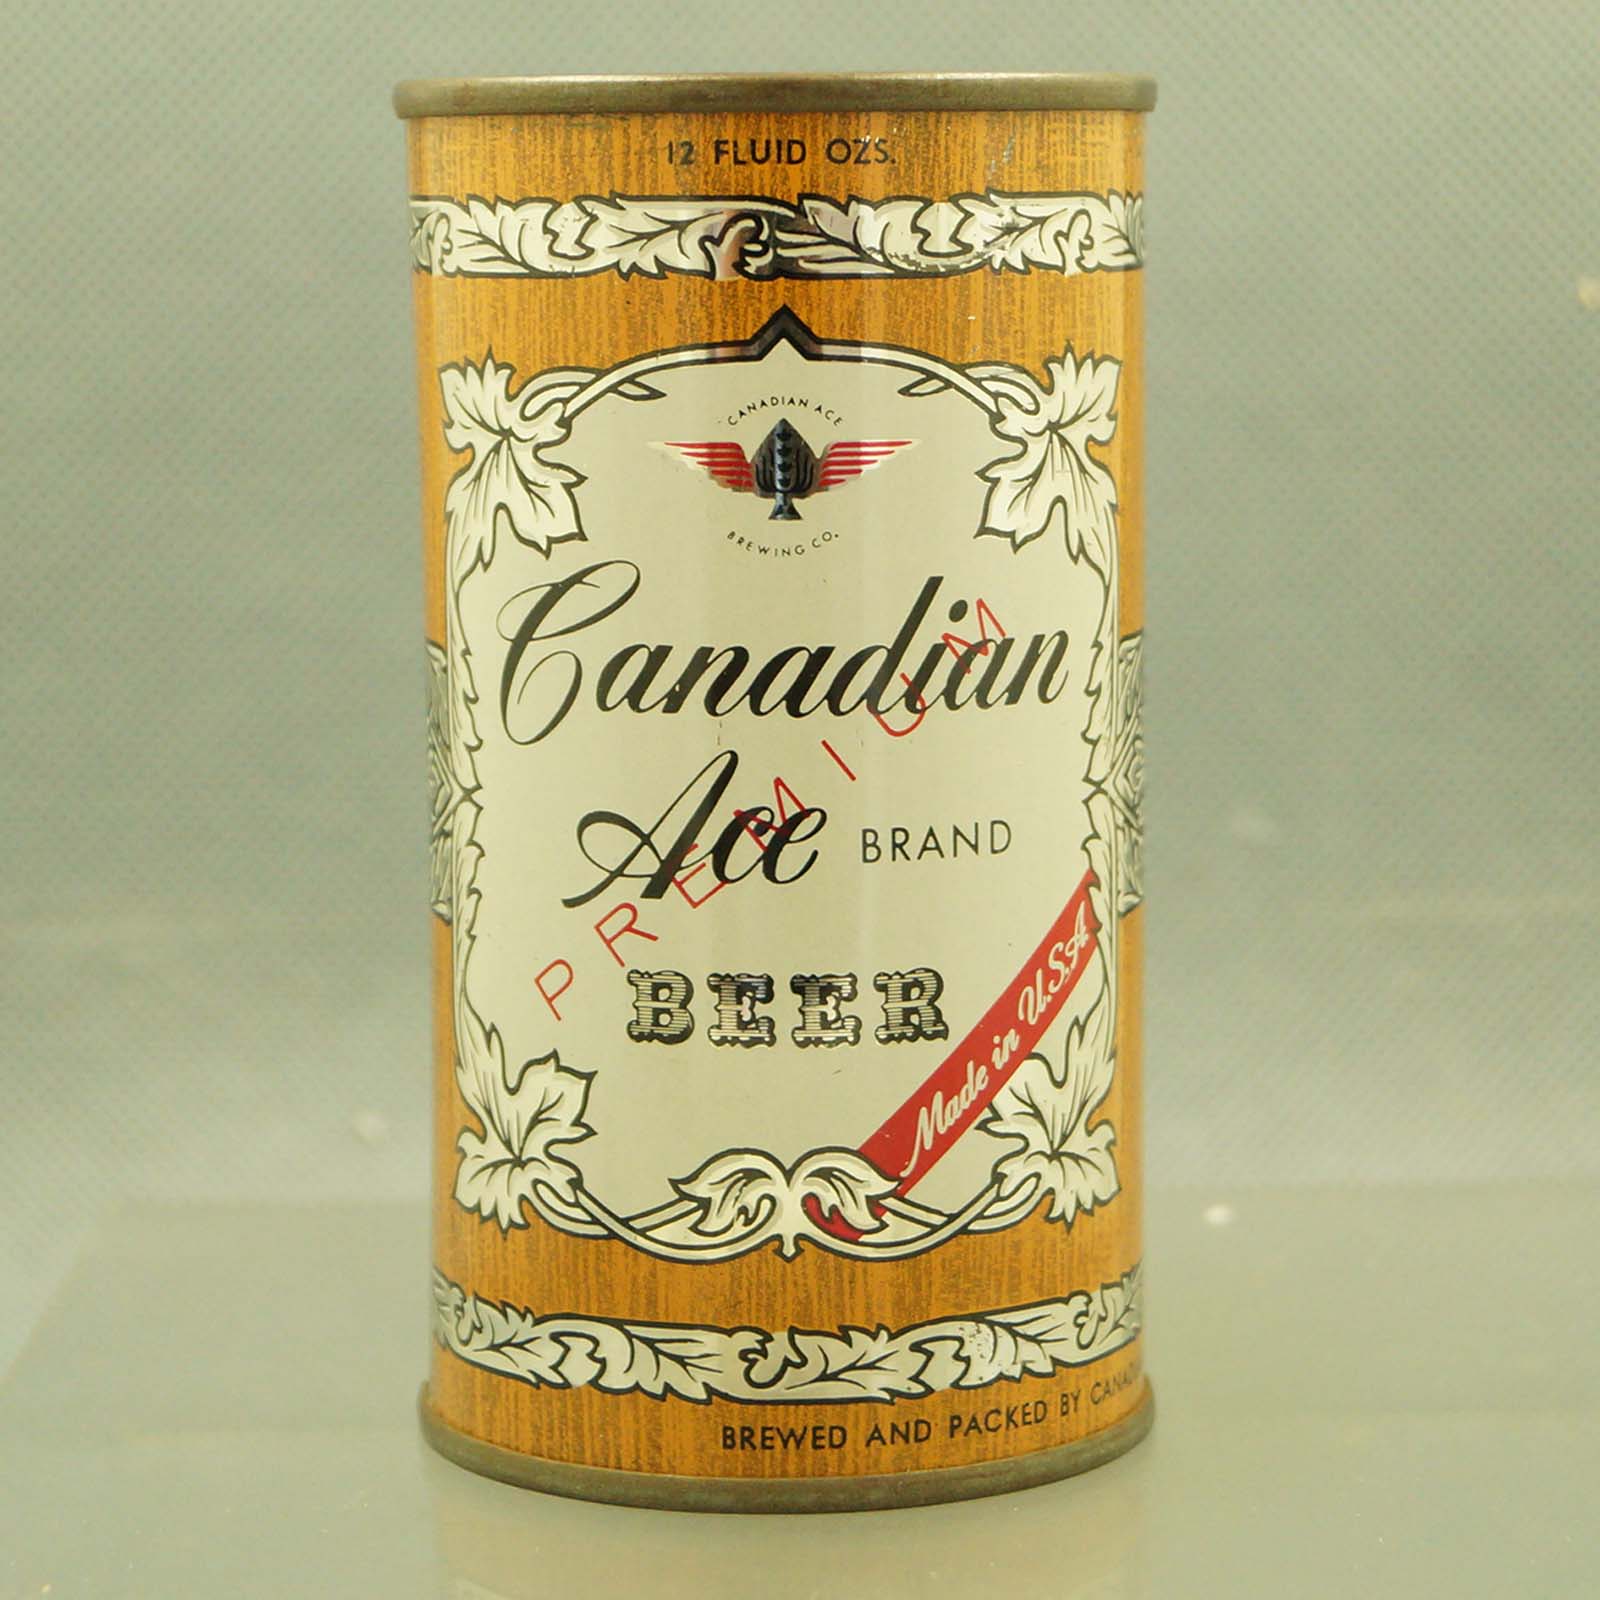 12 FLUID OZS.
CANADIAN ACE
BREWING CO.
Canadian
Ace BRAND
PREMIUM
BEER
Made in U.S.A.
BREWED AND PACKED BY